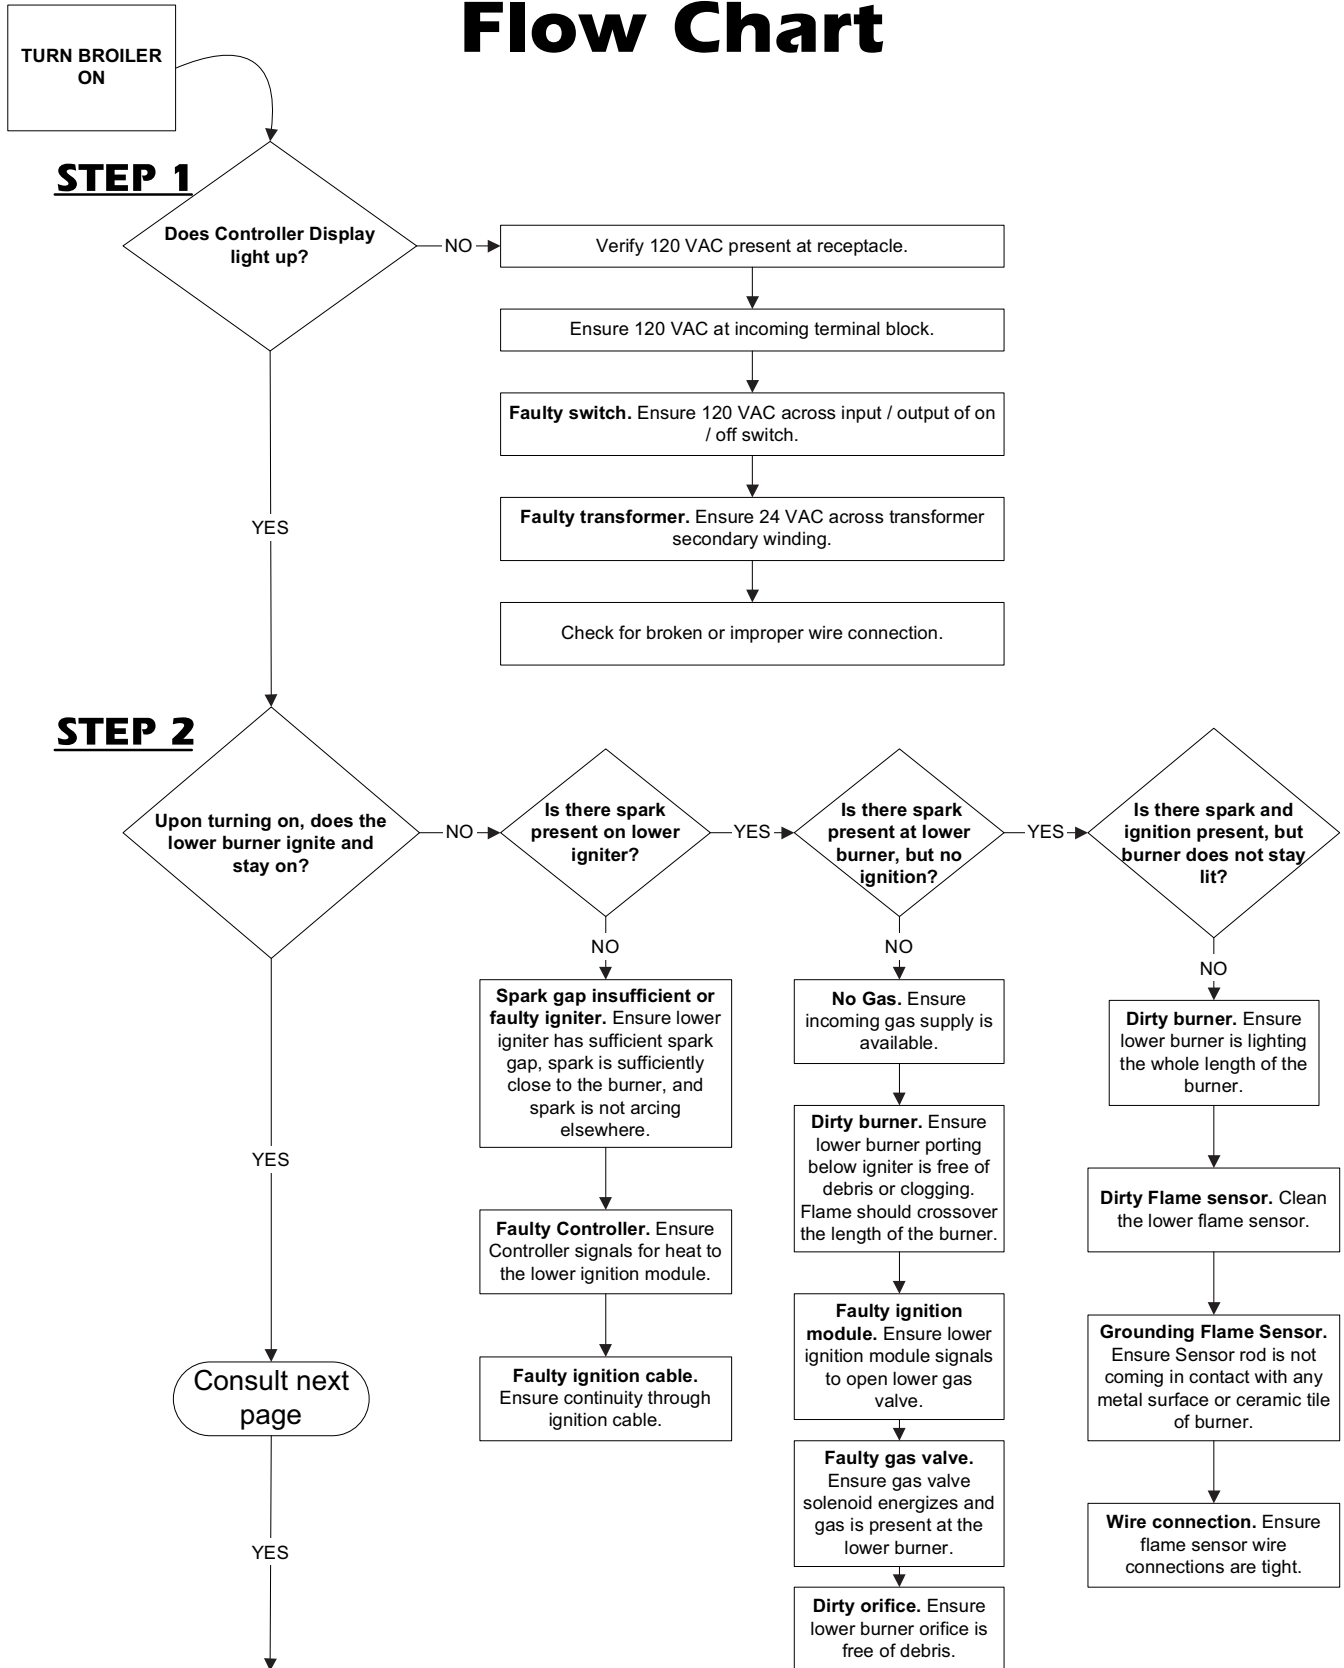 Flow Chart
TURN BROILER
ON
STEP 1
Does Controller Display
light up?
NO
Verify 120 VAC present at receptacle.
Ensure 120 VAC at incoming terminal block.
Faulty switch. Ensure 120 VAC across input / output of on
/ off switch.
Faulty transformer. Ensure 24 VAC across transformer
secondary winding.
Check for broken or improper wire connection.
YES
STEP 2
Upon turning on, does the
lower burner ignite and
stay on?
NO
Is there spark
present on lower
igniter?
YES
Is there spark
present at lower
burner, but no
ignition?
YES
Is there spark and
ignition present, but
burner does not stay
lit?
NO
Spark gap insufficient or
faulty igniter. Ensure lower
igniter has sufficient spark
gap, spark is sufficiently
close to the burner, and
spark is not arcing
elsewhere.
Faulty Controller. Ensure
Controller signals for heat to
the lower ignition module.
Faulty ignition cable.
Ensure continuity through
ignition cable.
NO
No Gas. Ensure
incoming gas supply is
available.
Dirty burner. Ensure
lower burner porting
below igniter is free of
debris or clogging.
Flame should crossover
the length of the burner.
Faulty ignition
module. Ensure lower
ignition module signals
to open lower gas
valve.
Faulty gas valve.
Ensure gas valve
solenoid energizes and
gas is present at the
lower burner.
Dirty orifice. Ensure
lower burner orifice is
free of debris.
NO
Dirty burner. Ensure
lower burner is lighting
the whole length of the
burner.
Dirty Flame sensor. Clean
the lower flame sensor.
Grounding Flame Sensor.
Ensure Sensor rod is not
coming in contact with any
metal surface or ceramic tile
of burner.
Wire connection. Ensure
flame sensor wire
connections are tight.
YES
Consult next
page
YES